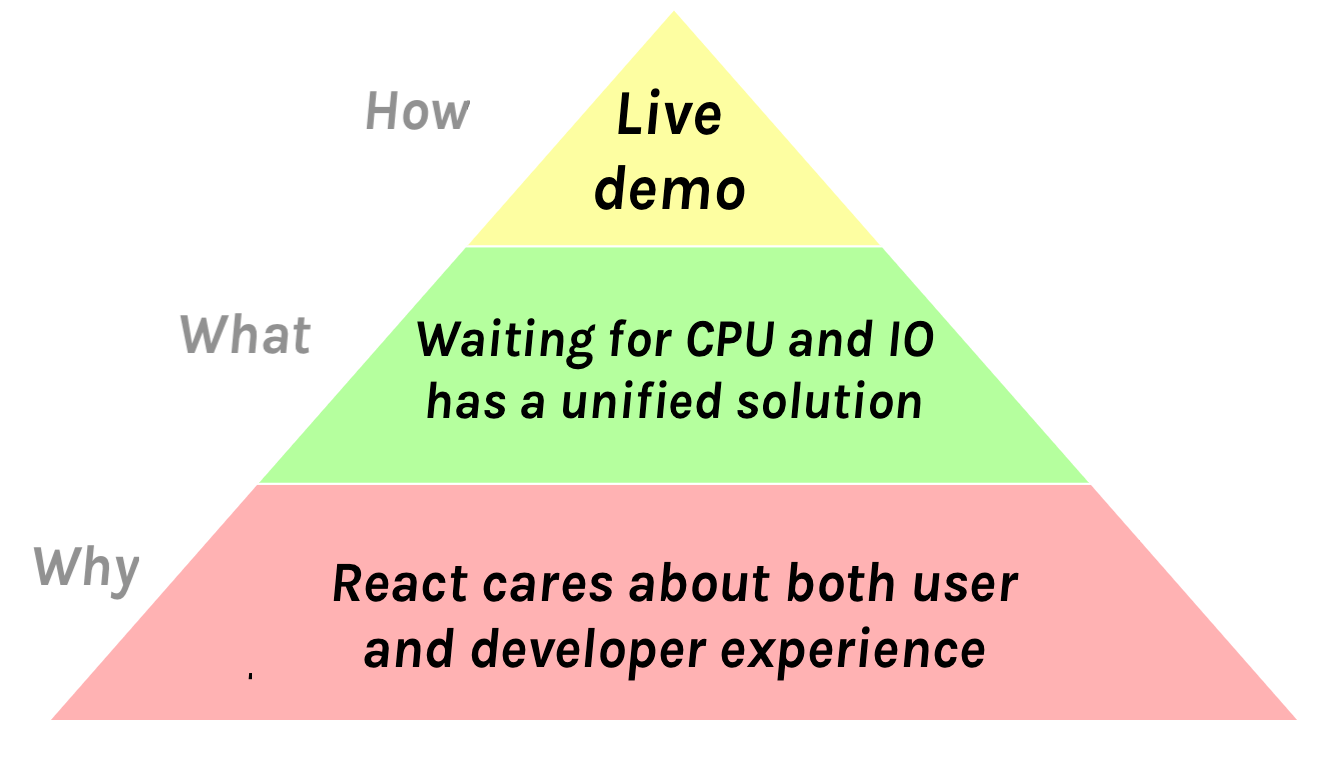 How
Live
demo
What
Waiting for CPU and IO
has a unified solution
Why
React cares about both user
and developer experience